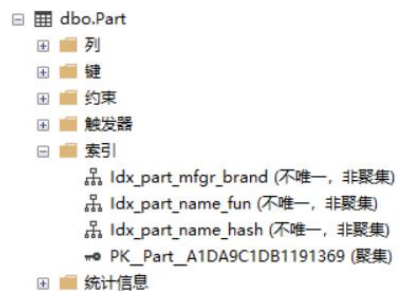 dbo.Part
列
键
约束
触发器
索引
Idx_part_mfgr_brand (不唯一，非聚集)
Idx_part_name_fun (不唯一，非聚集)
Idx_part_name_hash (不唯一，非聚集)
PK__Part__A1DA9C1DB1191369 (聚集)
统计信息